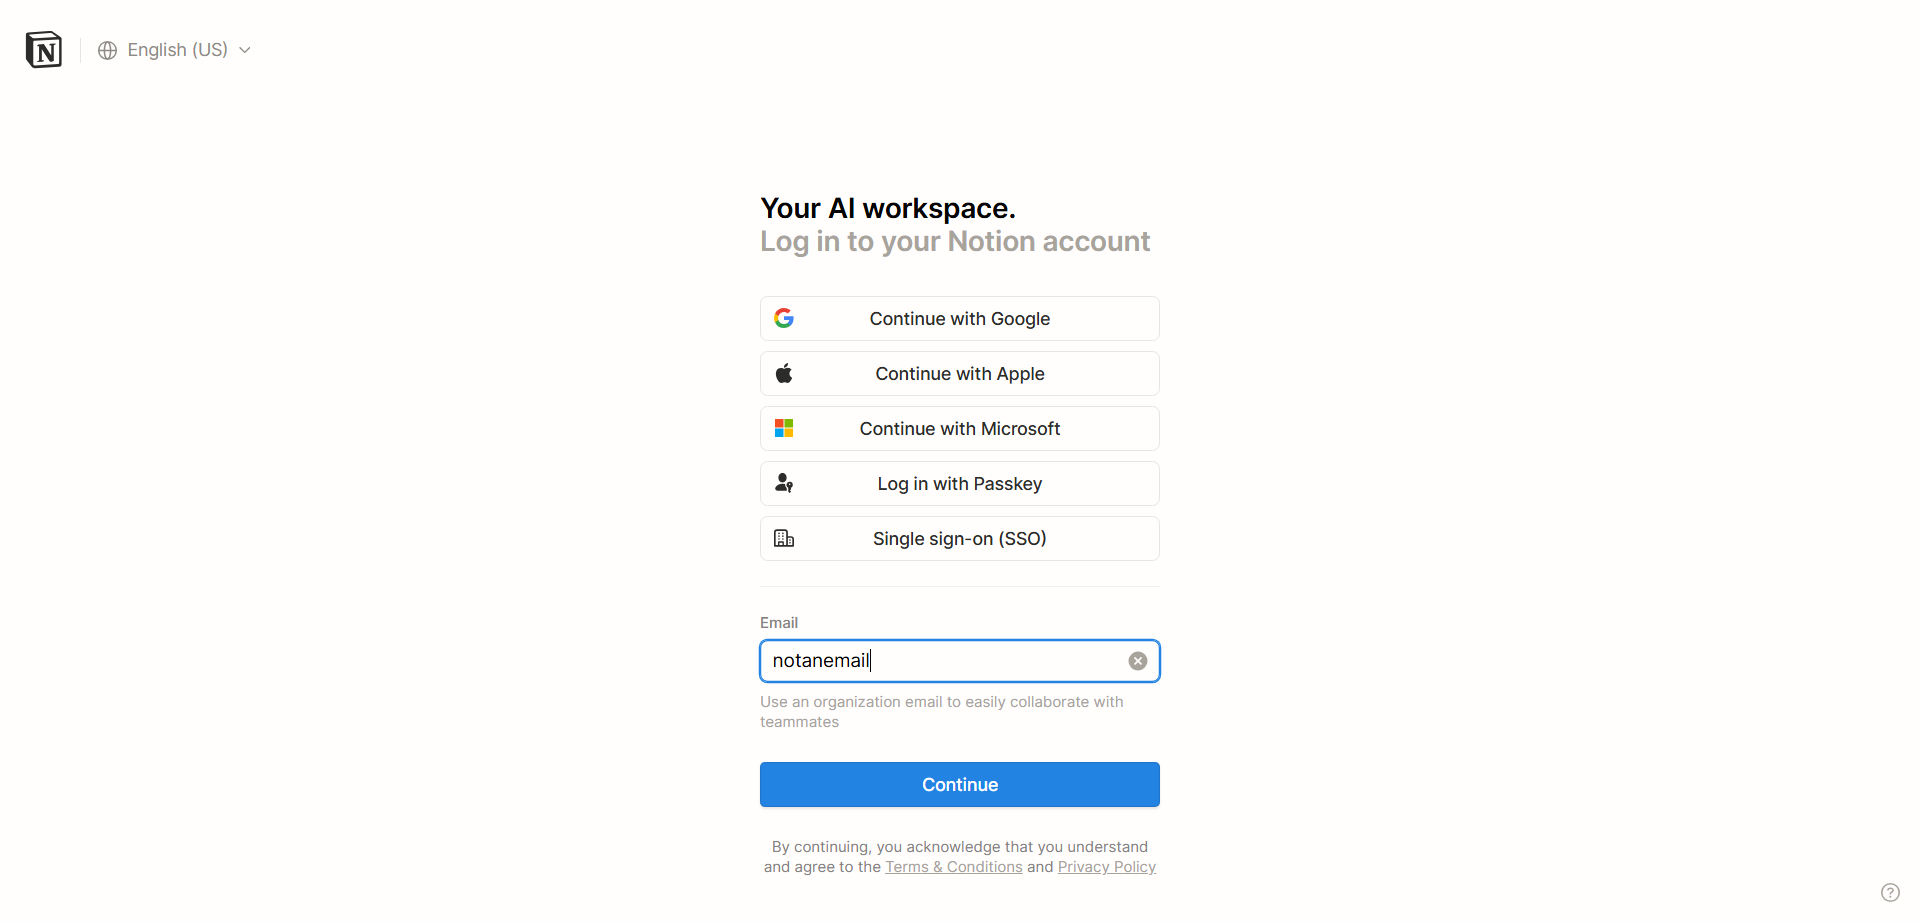 N
English (US)
Your AI workspace.
Log in to your Notion account
Continue with Google
Continue with Apple
Continue with Microsoft
Log in with Passkey
Single sign-on (SSO)
Email
notanemail
Use an organization email to easily collaborate with
teammates
Continue
By continuing, you acknowledge that you understand
and agree to the Terms & Conditions and Privacy Policy
?